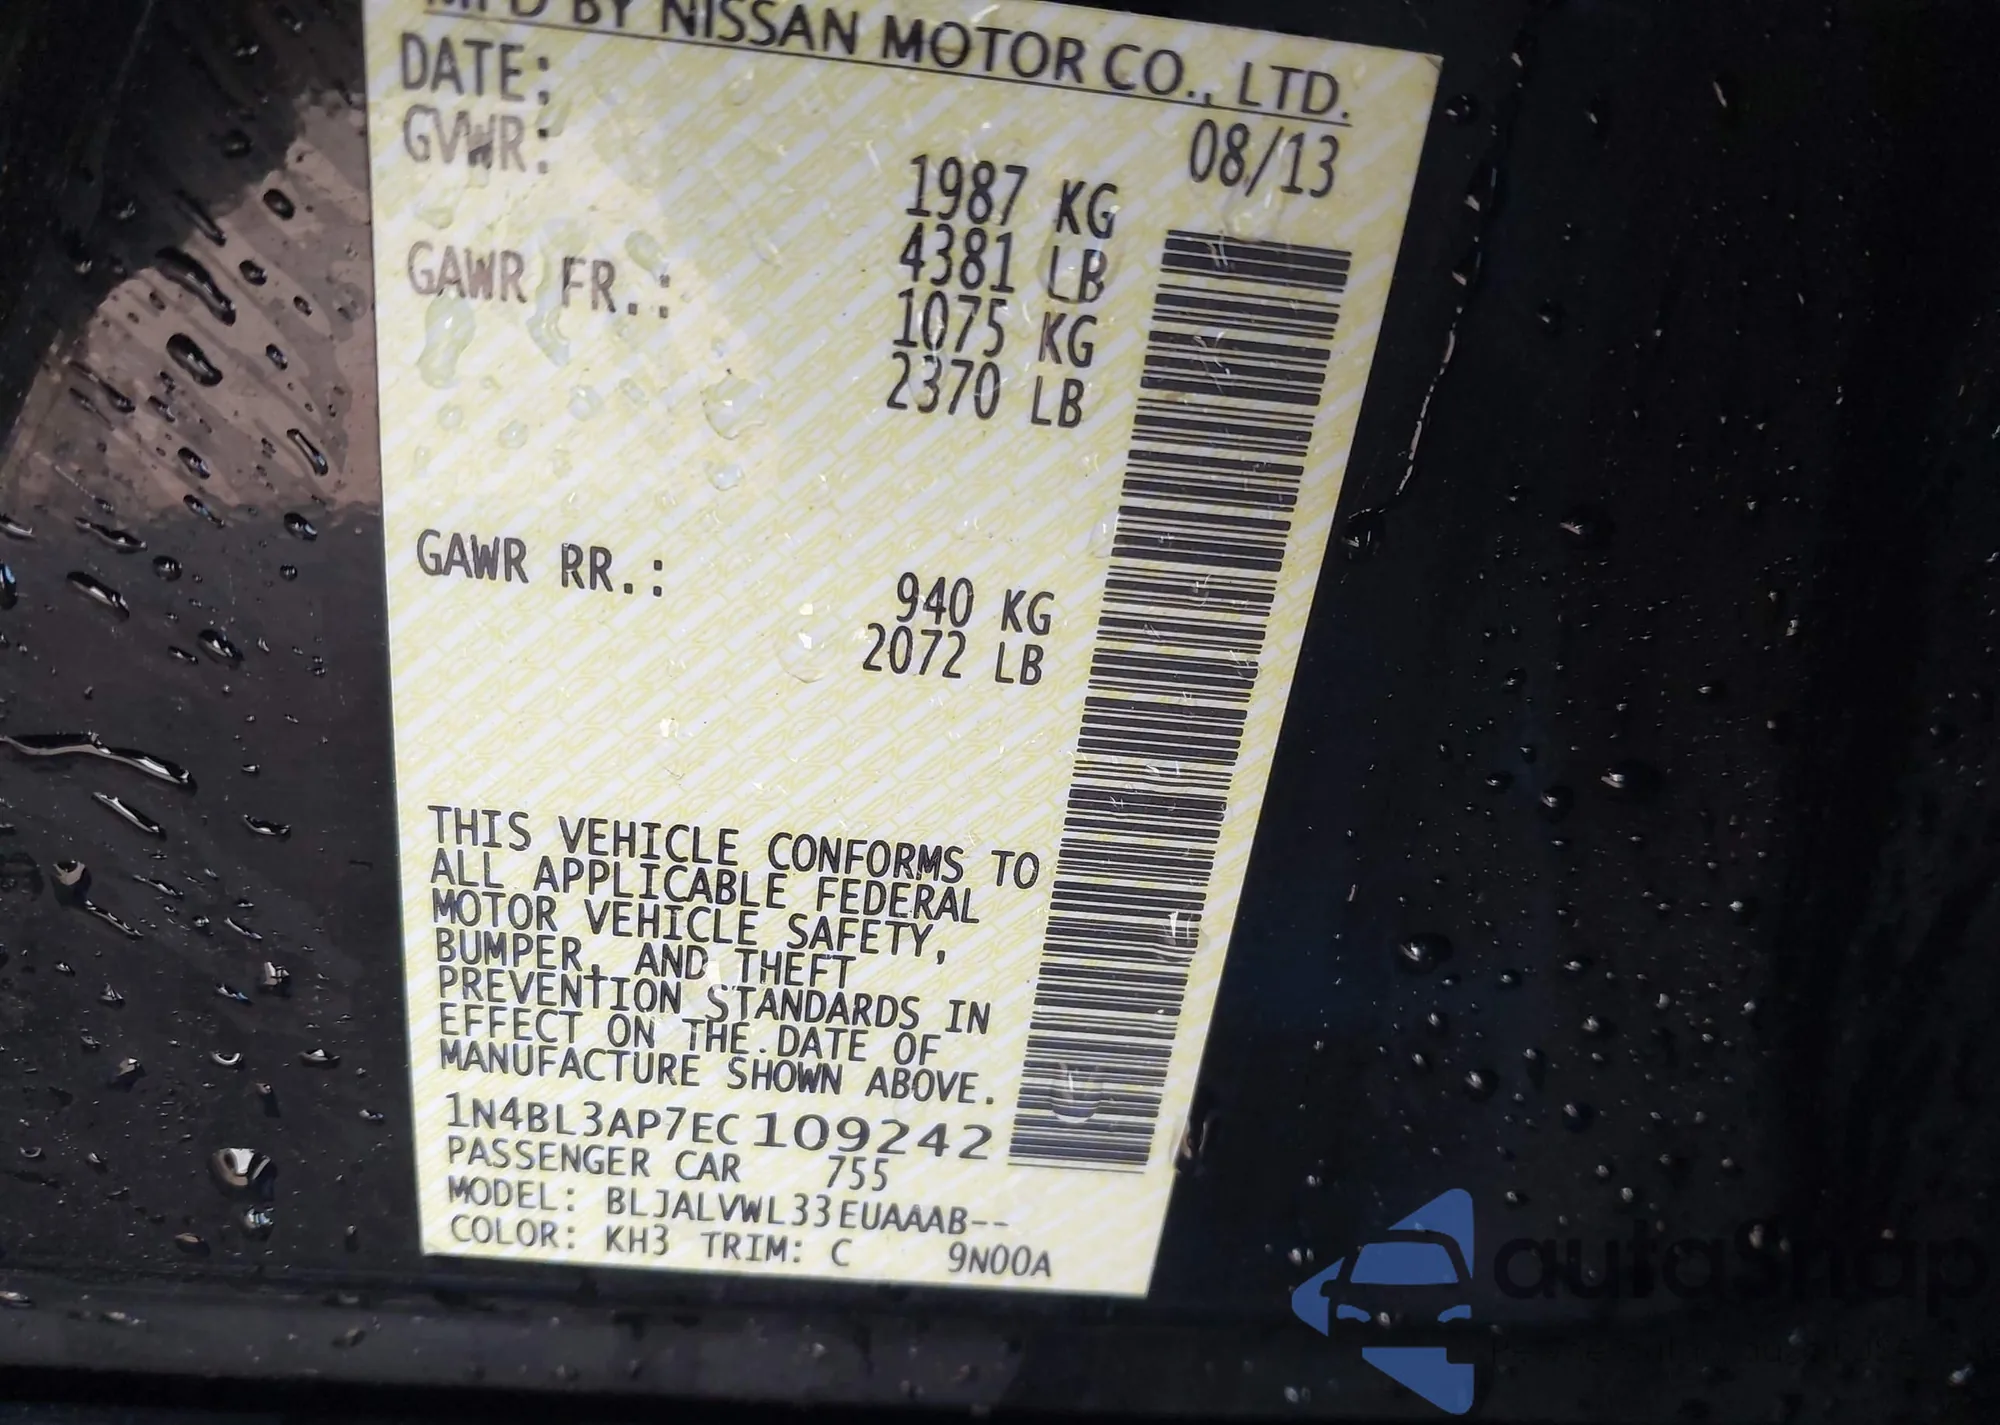 MFD BY NISSAN MOTOR CO., LTD.
DATE: 08/13
GVWR: 1987 KG
4381 LB
GAWR FR.: 1075 KG
2370 LB
GAWR RR.: 940 KG
2072 LB
THIS VEHICLE CONFORMS TO
ALL APPLICABLE FEDERAL
MOTOR VEHICLE SAFETY,
BUMPER, AND THEFT
PREVENTION STANDARDS IN
EFFECT ON THE DATE OF
MANUFACTURE SHOWN ABOVE.
1N4BL3AP7EC109242
PASSENGER CAR 755
MODEL: BLJALVWL33EUAAAB--
COLOR: KH3 TRIM: C 9N00A
autosnap